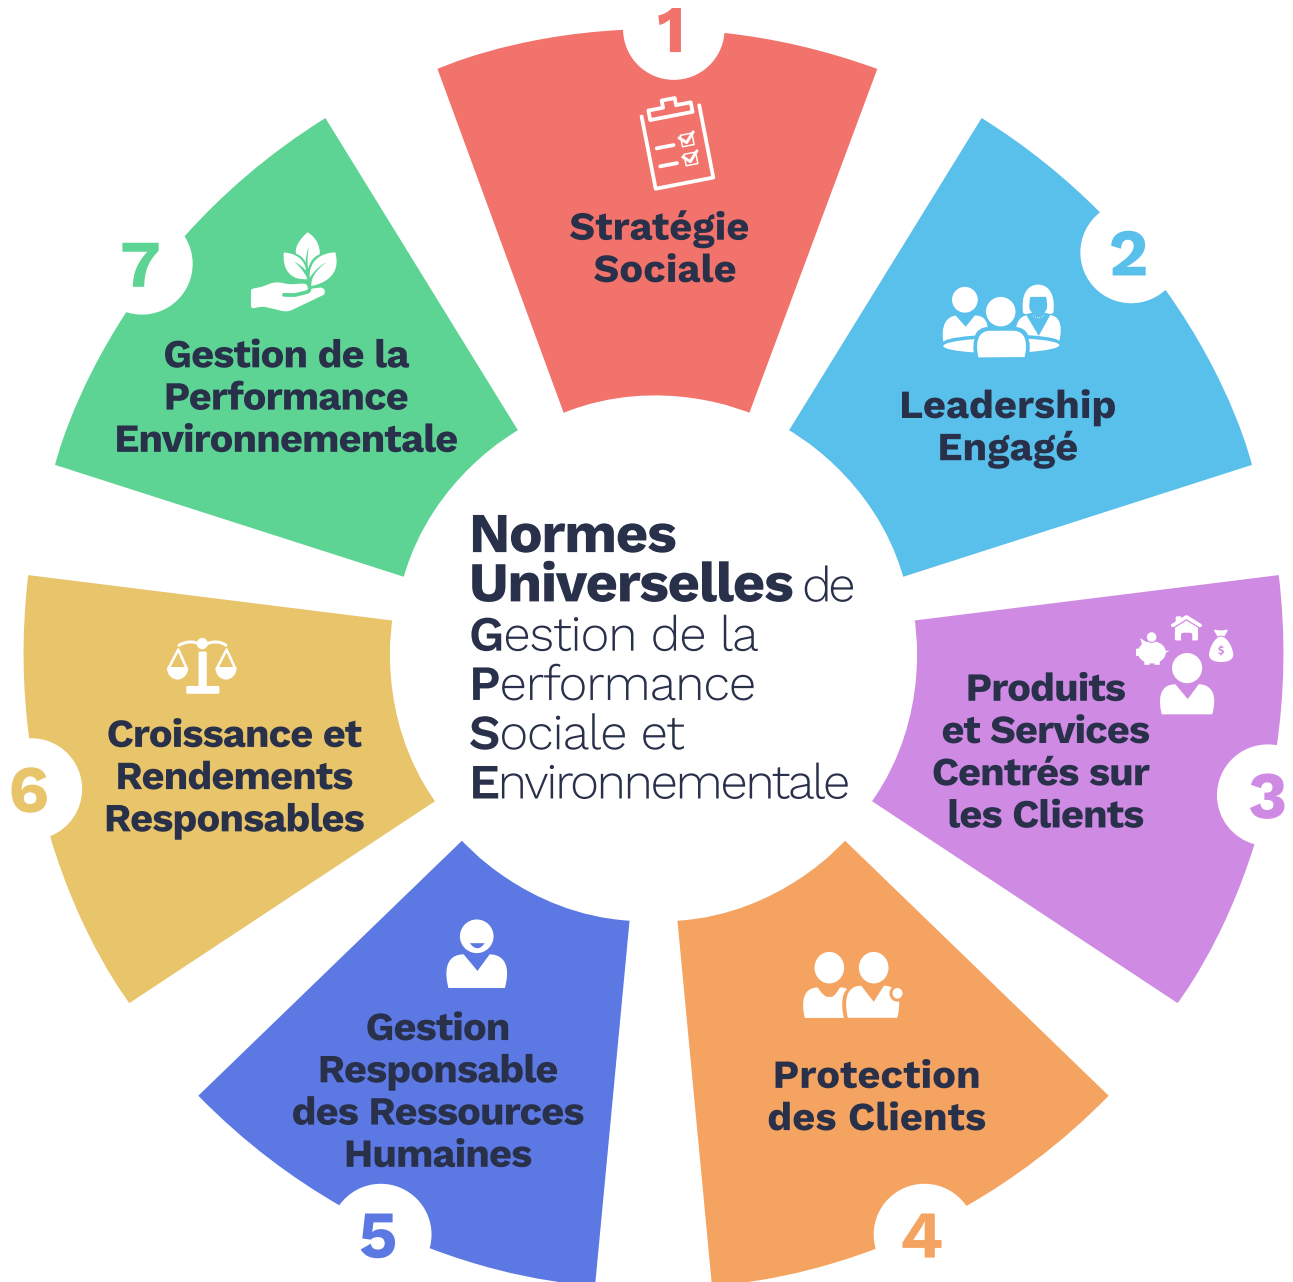 1
Stratégie
Sociale
2
Leadership
Engagé
3
Produits
et Services
Centrés sur
les Clients
4
Protection
des Clients
5
Gestion
Responsable
des Ressources
Humaines
6
Croissance et
Rendements
Responsables
7
Gestion de la
Performance
Environnementale
Normes
Universelles de
Gestion de la
Performance
Sociale et
Environnementale
$